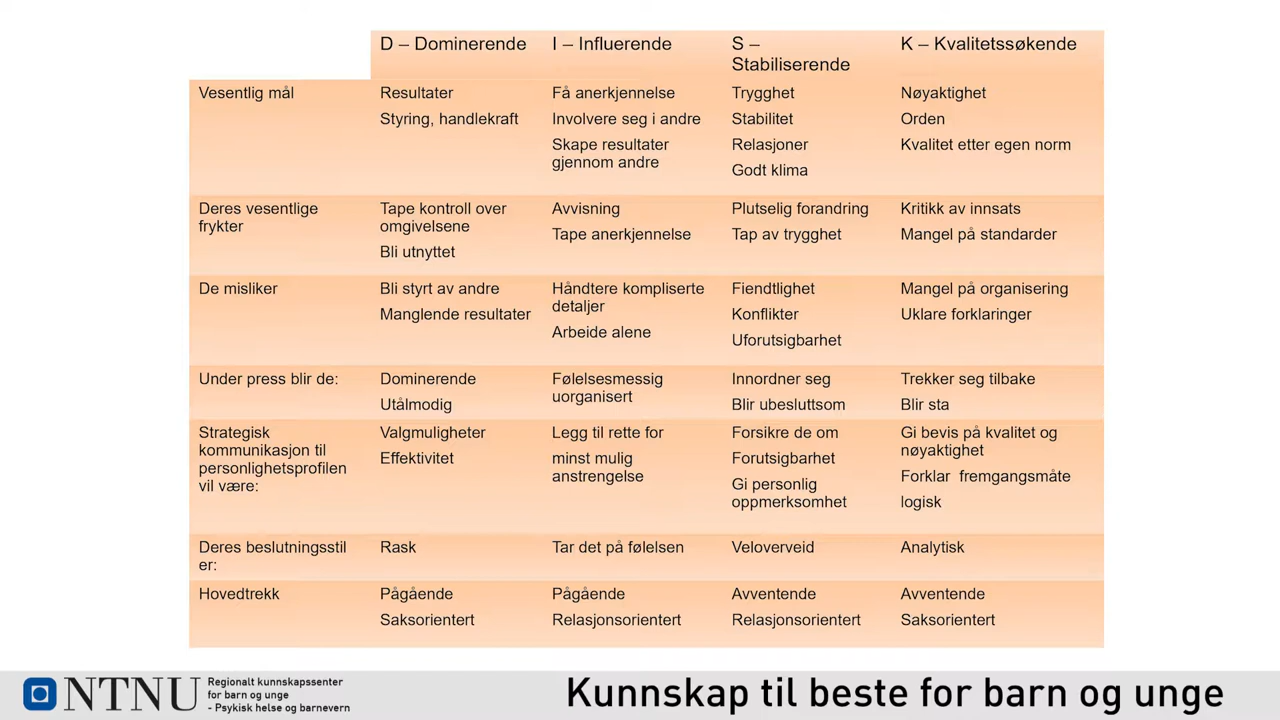 D – Dominerende
I – Influerende
S –
Stabiliserende
K – Kvalitetssøkende
Vesentlig mål
Resultater
Styring, handlekraft
Få anerkjennelse
Involvere seg i andre
Skape resultater
gjennom andre
Trygghet
Stabilitet
Relasjoner
Godt klima
Nøyaktighet
Orden
Kvalitet etter egen norm
Deres vesentlige
frykter
Tape kontroll over
omgivelsene
Bli utnyttet
Avvisning
Tape anerkjennelse
Plutselig forandring
Tap av trygghet
Kritikk av innsats
Mangel på standarder
De misliker
Bli styrt av andre
Manglende resultater
Håndtere kompliserte
detaljer
Arbeide alene
Fiendtlighet
Konflikter
Uforutsigbarhet
Mangel på organisering
Uklare forklaringer
Under press blir de:
Dominerende
Utålmodig
Følelsesmessig
uorganisert
Innordner seg
Blir ubesluttsom
Trekker seg tilbake
Blir sta
Strategisk
kommunikasjon til
personlighetsprofilen
vil være:
Valgmuligheter
Effektivitet
Legg til rette for
minst mulig
anstrengelse
Forsikre de om
Forutsigbarhet
Gi personlig
oppmerksomhet
Gi bevis på kvalitet og
nøyaktighet
Forklar fremgangsmåte
logisk
Deres beslutningsstil
er:
Rask
Tar det på følelsen
Veloverveid
Analytisk
Hovedtrekk
Pågående
Saksorientert
Pågående
Relasjonsorientert
Avventende
Relasjonsorientert
Avventende
Saksorientert
NTNU
Regionalt kunnskapssenter
for barn og unge
- Psykisk helse og barnevern
Kunnskap til beste for barn og unge